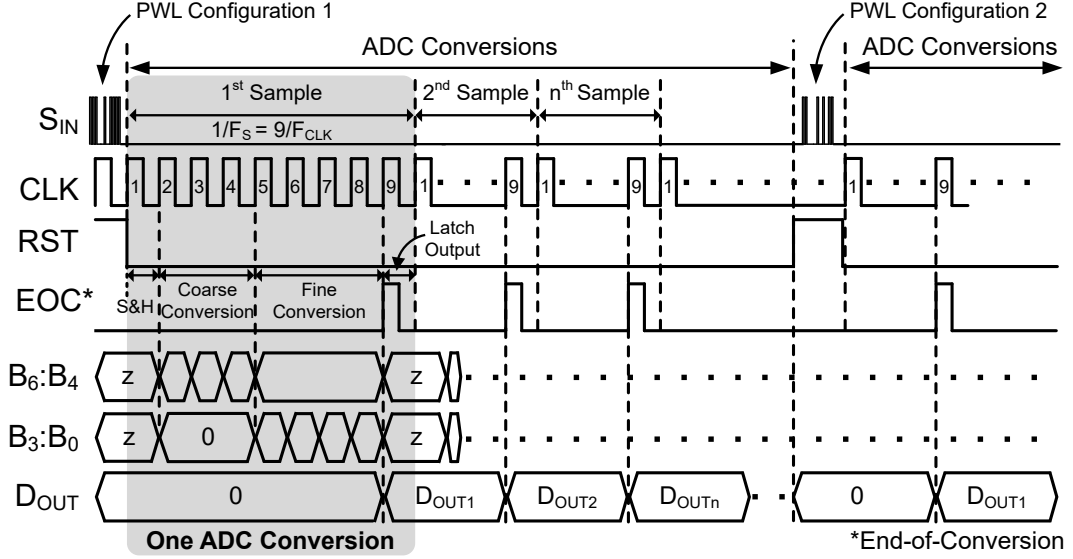 PWL Configuration 1
PWL Configuration 2
ADC Conversions
ADC Conversions
1st Sample
2nd Sample
nth Sample
SIN
1/FS = 9/FCLK
CLK
1 2 3 4 5 6 7 8 9 1 9 1 9 1 1 9
RST
Latch
Output
EOC*
S&H
Coarse
Conversion
Fine
Conversion
B6:B4
z
z
B3:B0
z
0
z
DOUT
0
DOUT1
DOUT2
DOUTn
0
DOUT1
One ADC Conversion
*End-of-Conversion